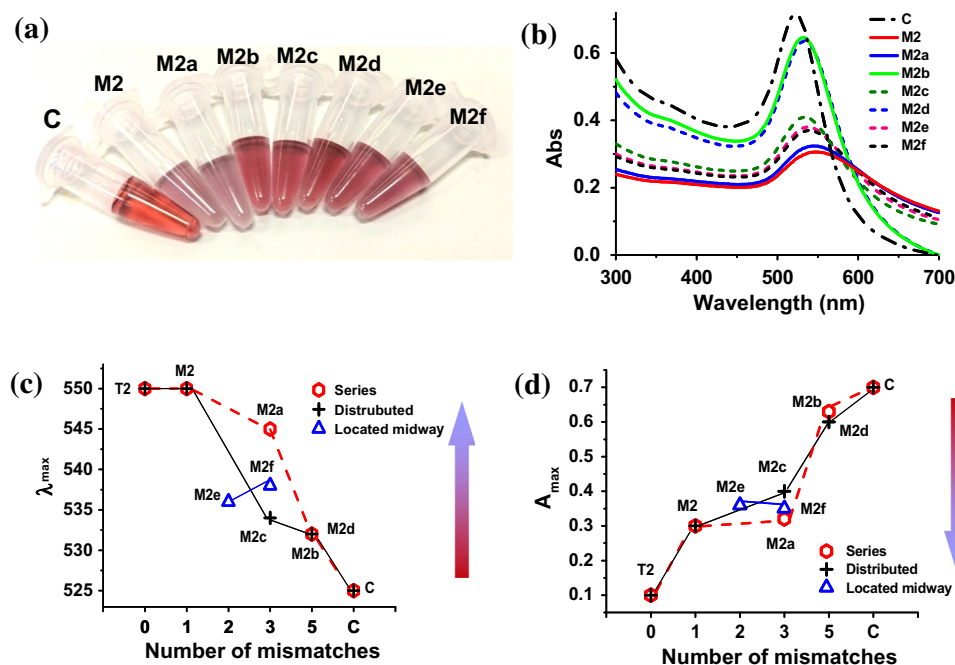 (a)
C
M2
M2a
M2b
M2c
M2d
M2e
M2f
(b)
Abs
0.6
0.4
0.2
0.0
300
400
500
600
700
Wavelength (nm)
C
M2
M2a
M2b
M2c
M2d
M2e
M2f
(c)
λmax
550
545
540
535
530
525
0
1
2
3
5
C
Number of mismatches
T2
M2
M2a
M2f
M2e
M2c
M2b
M2d
C
Series
Distrubuted
Located midway
(d)
Amax
0.7
0.6
0.5
0.4
0.3
0.2
0.1
0
1
2
3
5
C
Number of mismatches
T2
M2
M2e
M2c
M2f
M2a
M2b
M2d
C
Series
Distributed
Located midway